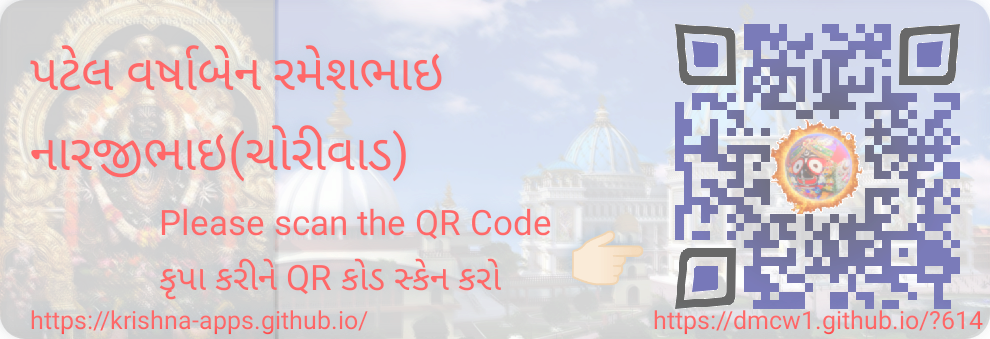 પટેલ વર્ષાબેન રમેશભાઇ
નારજીભાઇ(ચોરીવાડ)
Please scan the QR Code
કૃપા કરીને QR કોડ સ્કેન કરો
https://krishna-apps.github.io/
https://dmcw1.github.io/?614